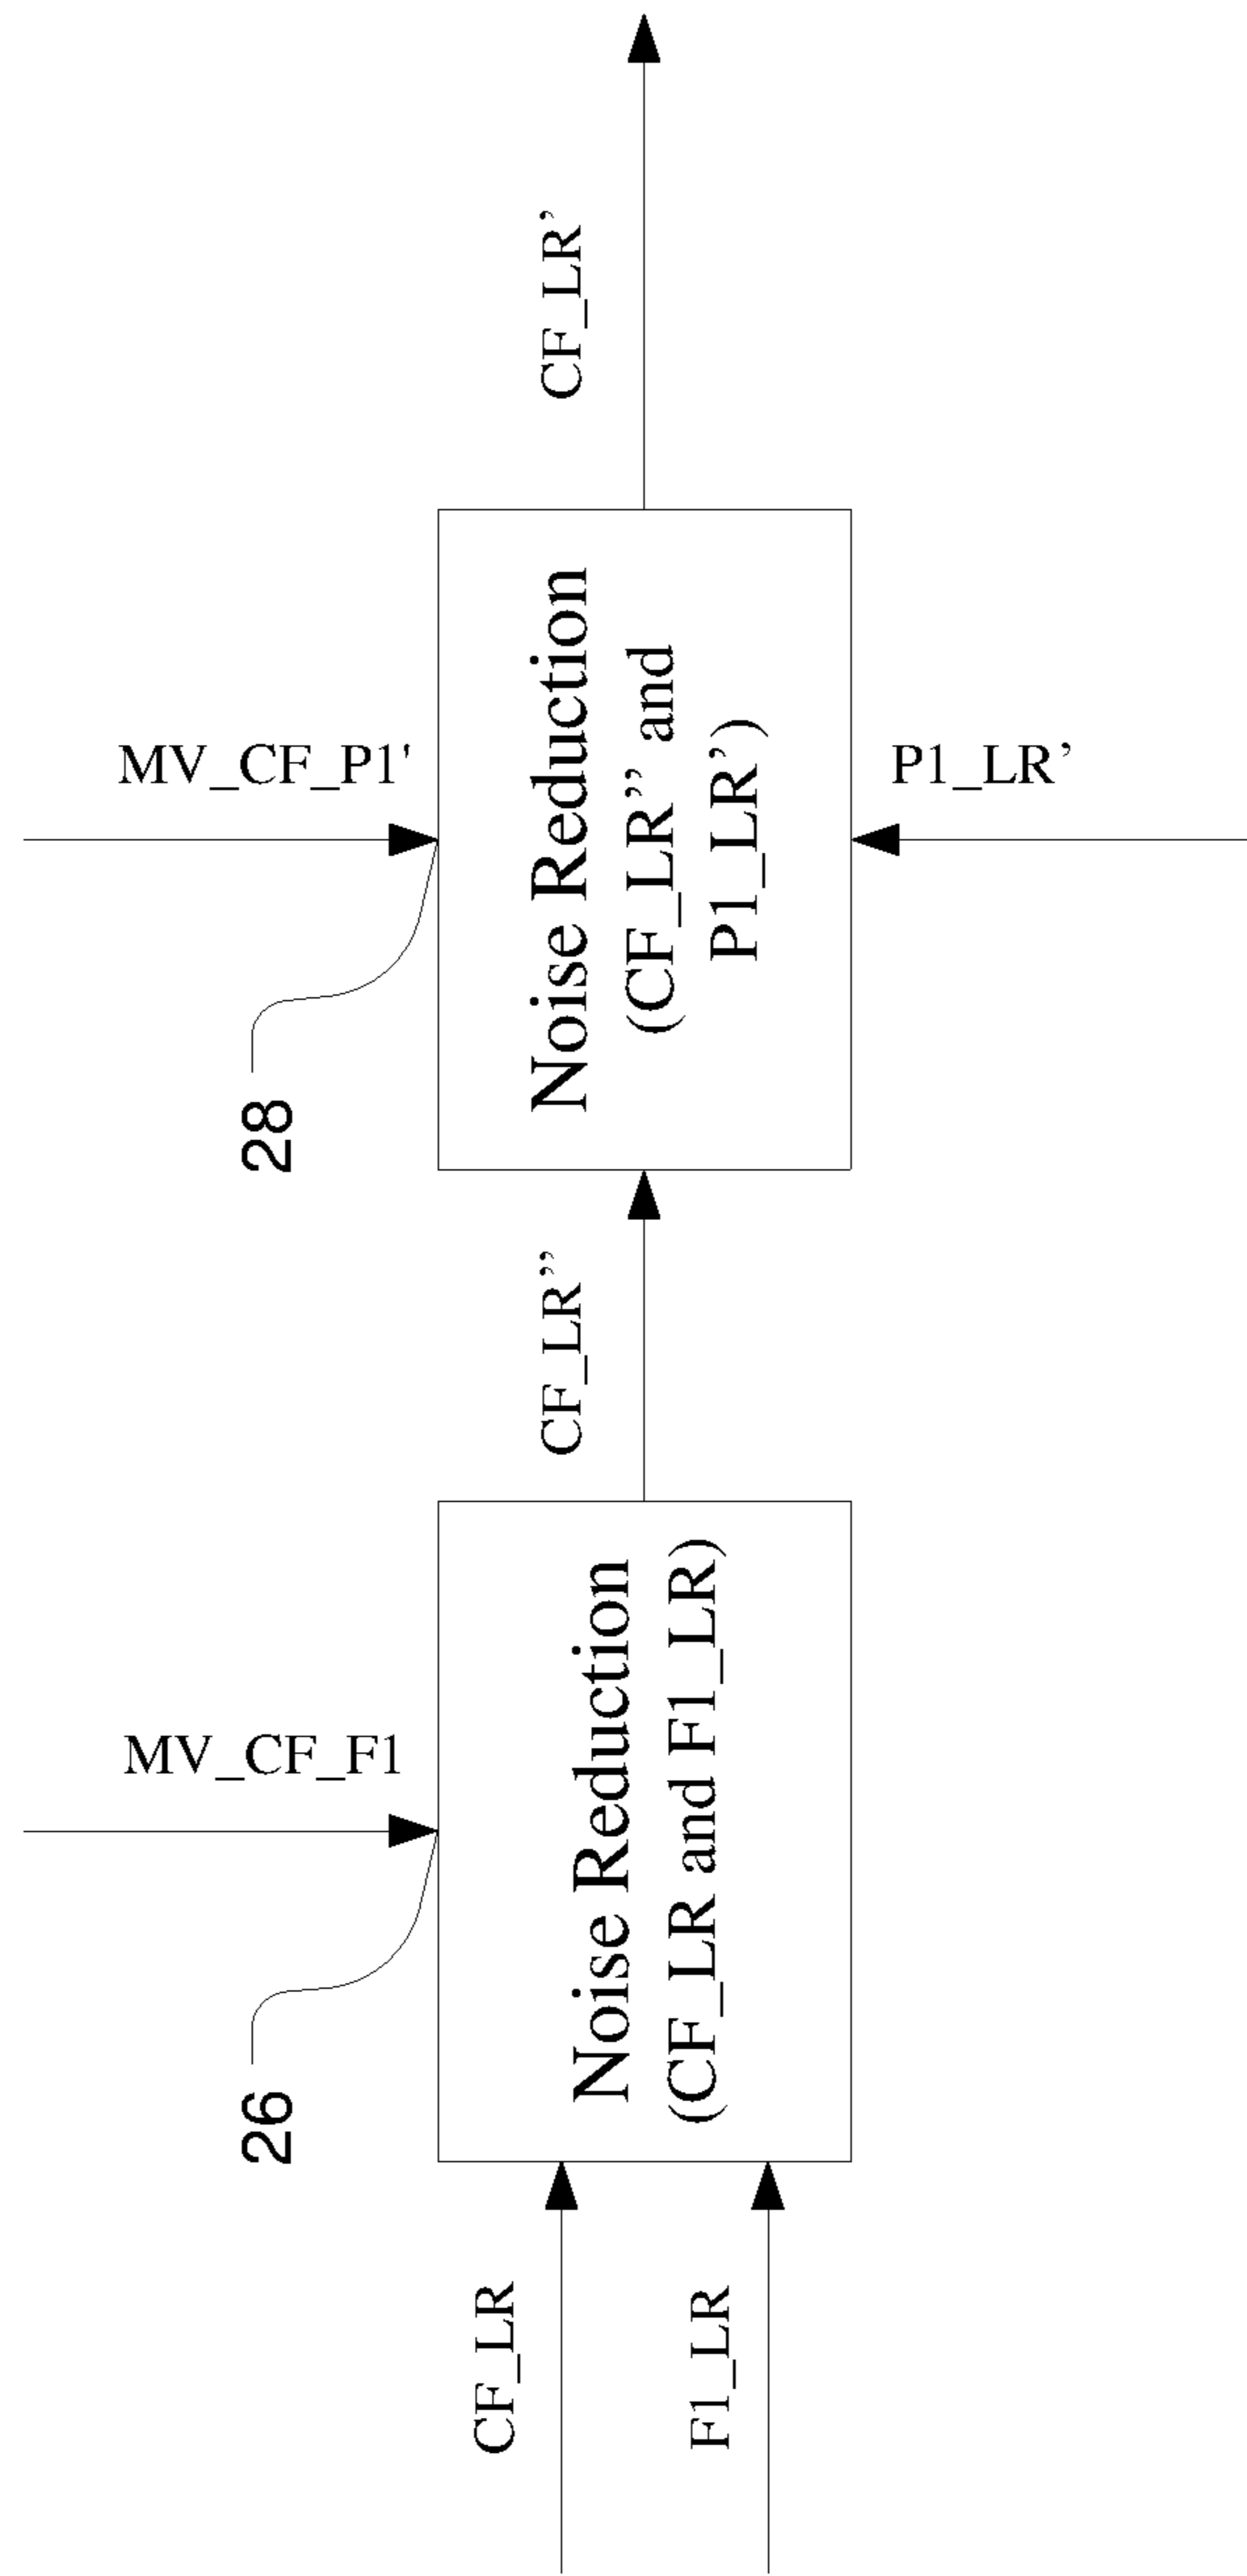 CF_LR
F1_LR
26
MV_CF_F1
Noise Reduction
(CF_LR and F1_LR)
CF_LR’’
28
MV_CF_P1'
Noise Reduction
(CF_LR’’ and
P1_LR’)
P1_LR’
CF_LR’